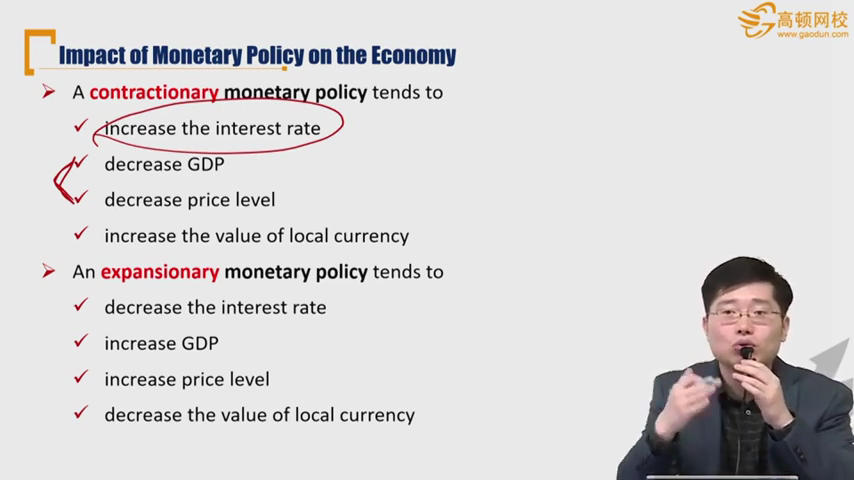 高顿网校
www.gaodun.com
Impact of Monetary Policy on the Economy
A contractionary monetary policy tends to
increase the interest rate
decrease GDP
decrease price level
increase the value of local currency
An expansionary monetary policy tends to
decrease the interest rate
increase GDP
increase price level
decrease the value of local currency